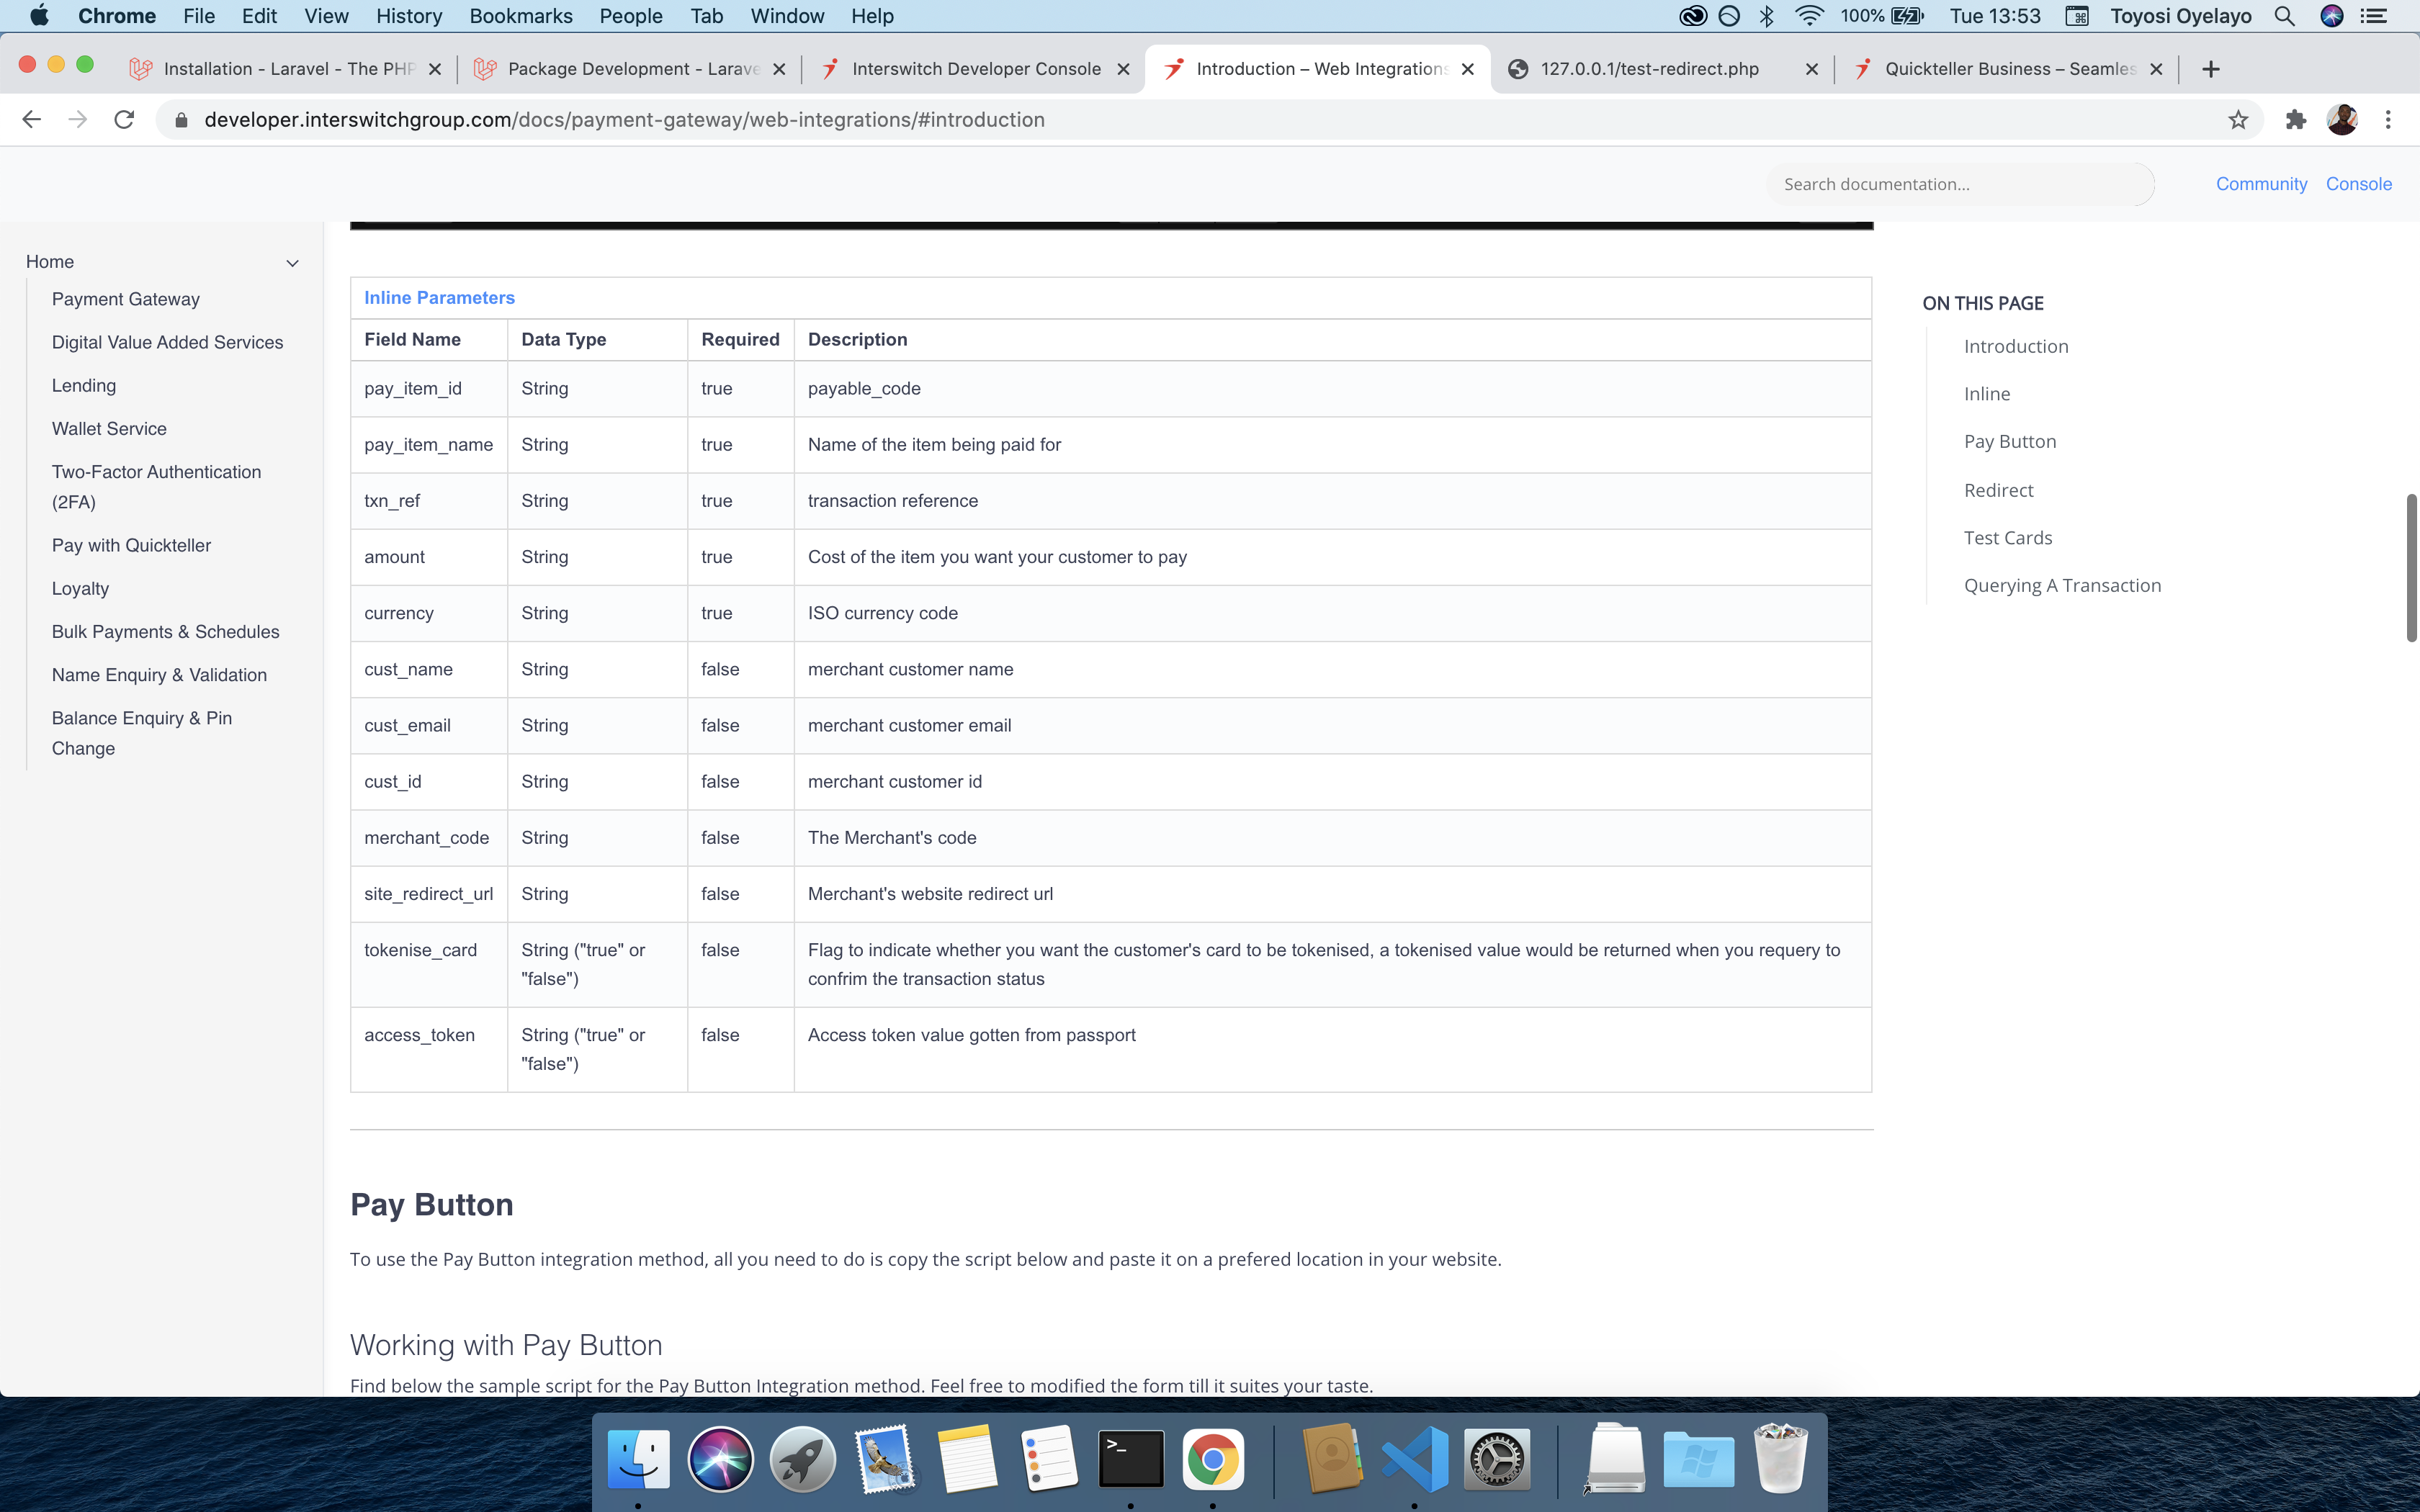 Chrome File Edit View History Bookmarks People Tab Window Help 100% Tue 13:53 Toyosi Oyelayo
Installation - Laravel - The PHP Package Development - Larave Interswitch Developer Console Introduction – Web Integrations 127.0.0.1/test-redirect.php Quickteller Business – Seamles
developer.interswitchgroup.com/docs/payment-gateway/web-integrations/#introduction
Search documentation... Community Console
Home
Payment Gateway
Digital Value Added Services
Lending
Wallet Service
Two-Factor Authentication
(2FA)
Pay with Quickteller
Loyalty
Bulk Payments & Schedules
Name Enquiry & Validation
Balance Enquiry & Pin
Change
Inline Parameters
Field Name Data Type Required Description
pay_item_id String true payable_code
pay_item_name String true Name of the item being paid for
txn_ref String true transaction reference
amount String true Cost of the item you want your customer to pay
currency String true ISO currency code
cust_name String false merchant customer name
cust_email String false merchant customer email
cust_id String false merchant customer id
merchant_code String false The Merchant's code
site_redirect_url String false Merchant's website redirect url
tokenise_card String ("true" or false Flag to indicate whether you want the customer's card to be tokenised, a tokenised value would be returned when you requery to
"false") confrim the transaction status
access_token String ("true" or false Access token value gotten from passport
"false")
Pay Button
To use the Pay Button integration method, all you need to do is copy the script below and paste it on a prefered location in your website.
Working with Pay Button
Find below the sample script for the Pay Button Integration method. Feel free to modified the form till it suites your taste.
ON THIS PAGE
Introduction
Inline
Pay Button
Redirect
Test Cards
Querying A Transaction